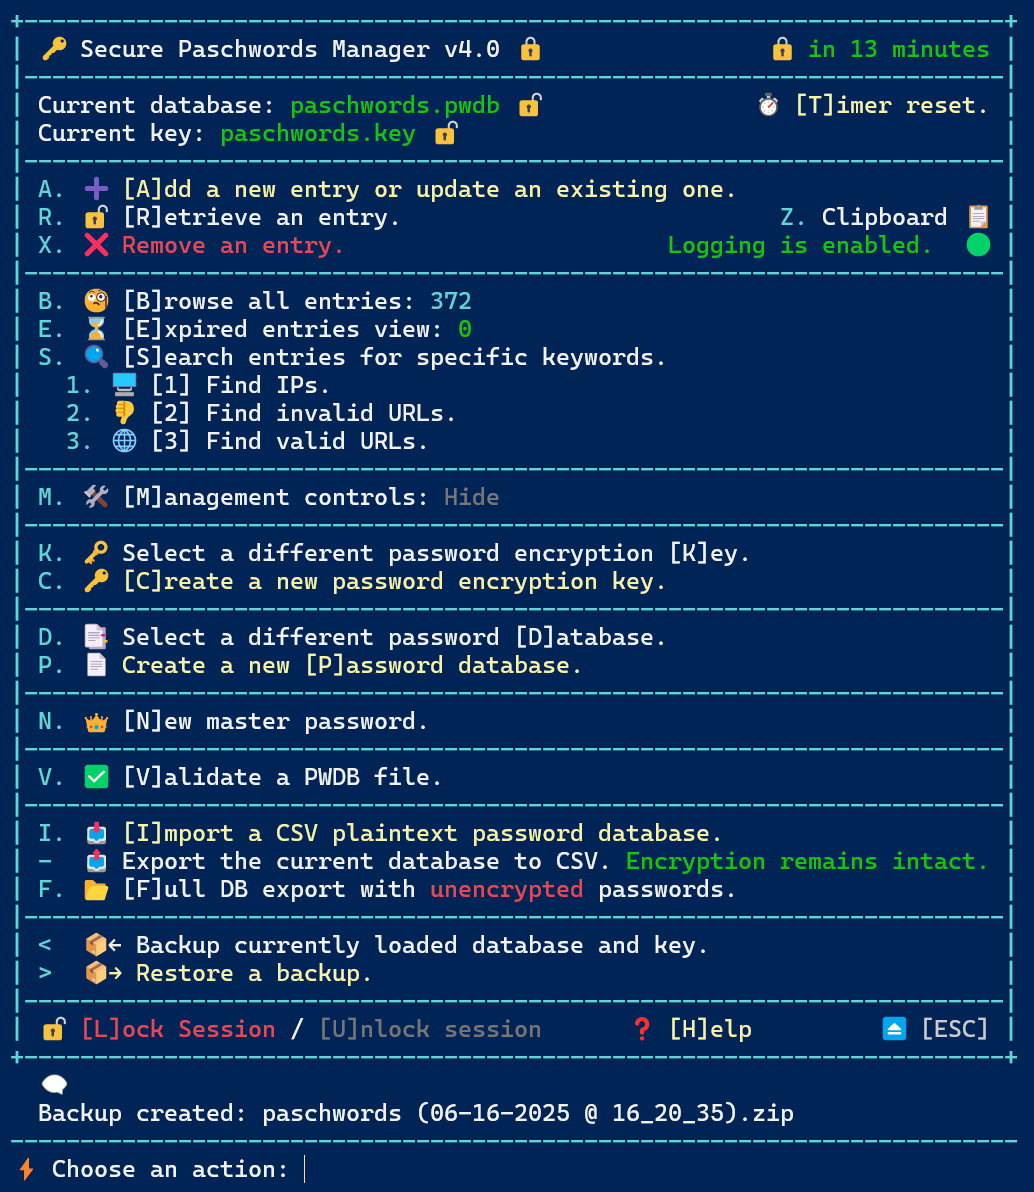 🔑 Secure Paschwords Manager v4.0 🔒 🔒 in 13 minutes
Current database: paschwords.pwdb 🔓 ⏱️ [T]imer reset.
Current key: paschwords.key 🔓
A. ➕ [A]dd a new entry or update an existing one.
R. 🔓 [R]etrieve an entry. Z. Clipboard 📋
X. ❌ Remove an entry. Logging is enabled. 🟢
B. 🧐 [B]rowse all entries: 372
E. ⏳ [E]xpired entries view: 0
S. 🔍 [S]earch entries for specific keywords.
1. 🖥️ [1] Find IPs.
2. 👎 [2] Find invalid URLs.
3. 🌐 [3] Find valid URLs.
M. 🛠️ [M]anagement controls: Hide
K. 🗝️ Select a different password encryption [K]ey.
C. 🔑 [C]reate a new password encryption key.
D. 📑 Select a different password [D]atabase.
P. 📄 Create a new [P]assword database.
N. 👑 [N]ew master password.
V. ✅ [V]alidate a PWDB file.
I. 📥 [I]mport a CSV plaintext password database.
- 📤 Export the current database to CSV. Encryption remains intact.
F. 📂 [F]ull DB export with unencrypted passwords.
< 📦← Backup currently loaded database and key.
> 📦→ Restore a backup.
🔓 [L]ock Session / [U]nlock session ❓ [H]elp ⏏️ [ESC]
🗨️
Backup created: paschwords (06-16-2025 @ 16_20_35).zip
⚡ Choose an action: